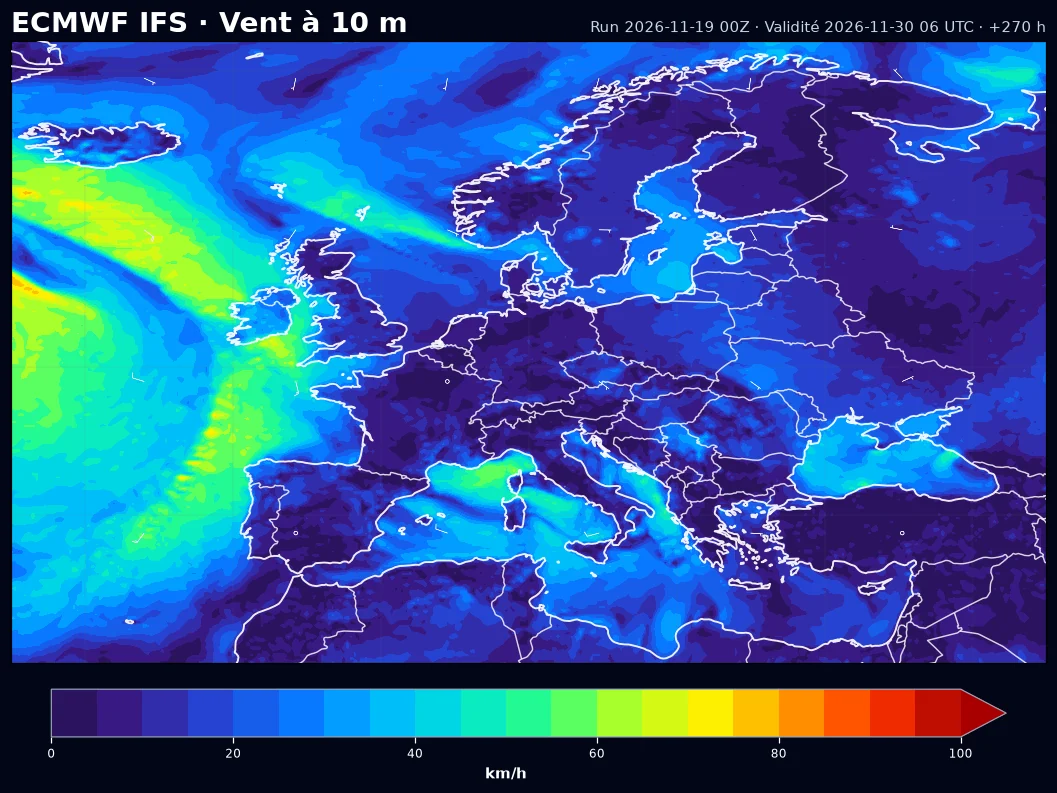 ECMWF IFS · Vent à 10 m
Run 2026-11-19 00Z · Validité 2026-11-30 06 UTC · +270 h
0 20 40 60 80 100
km/h